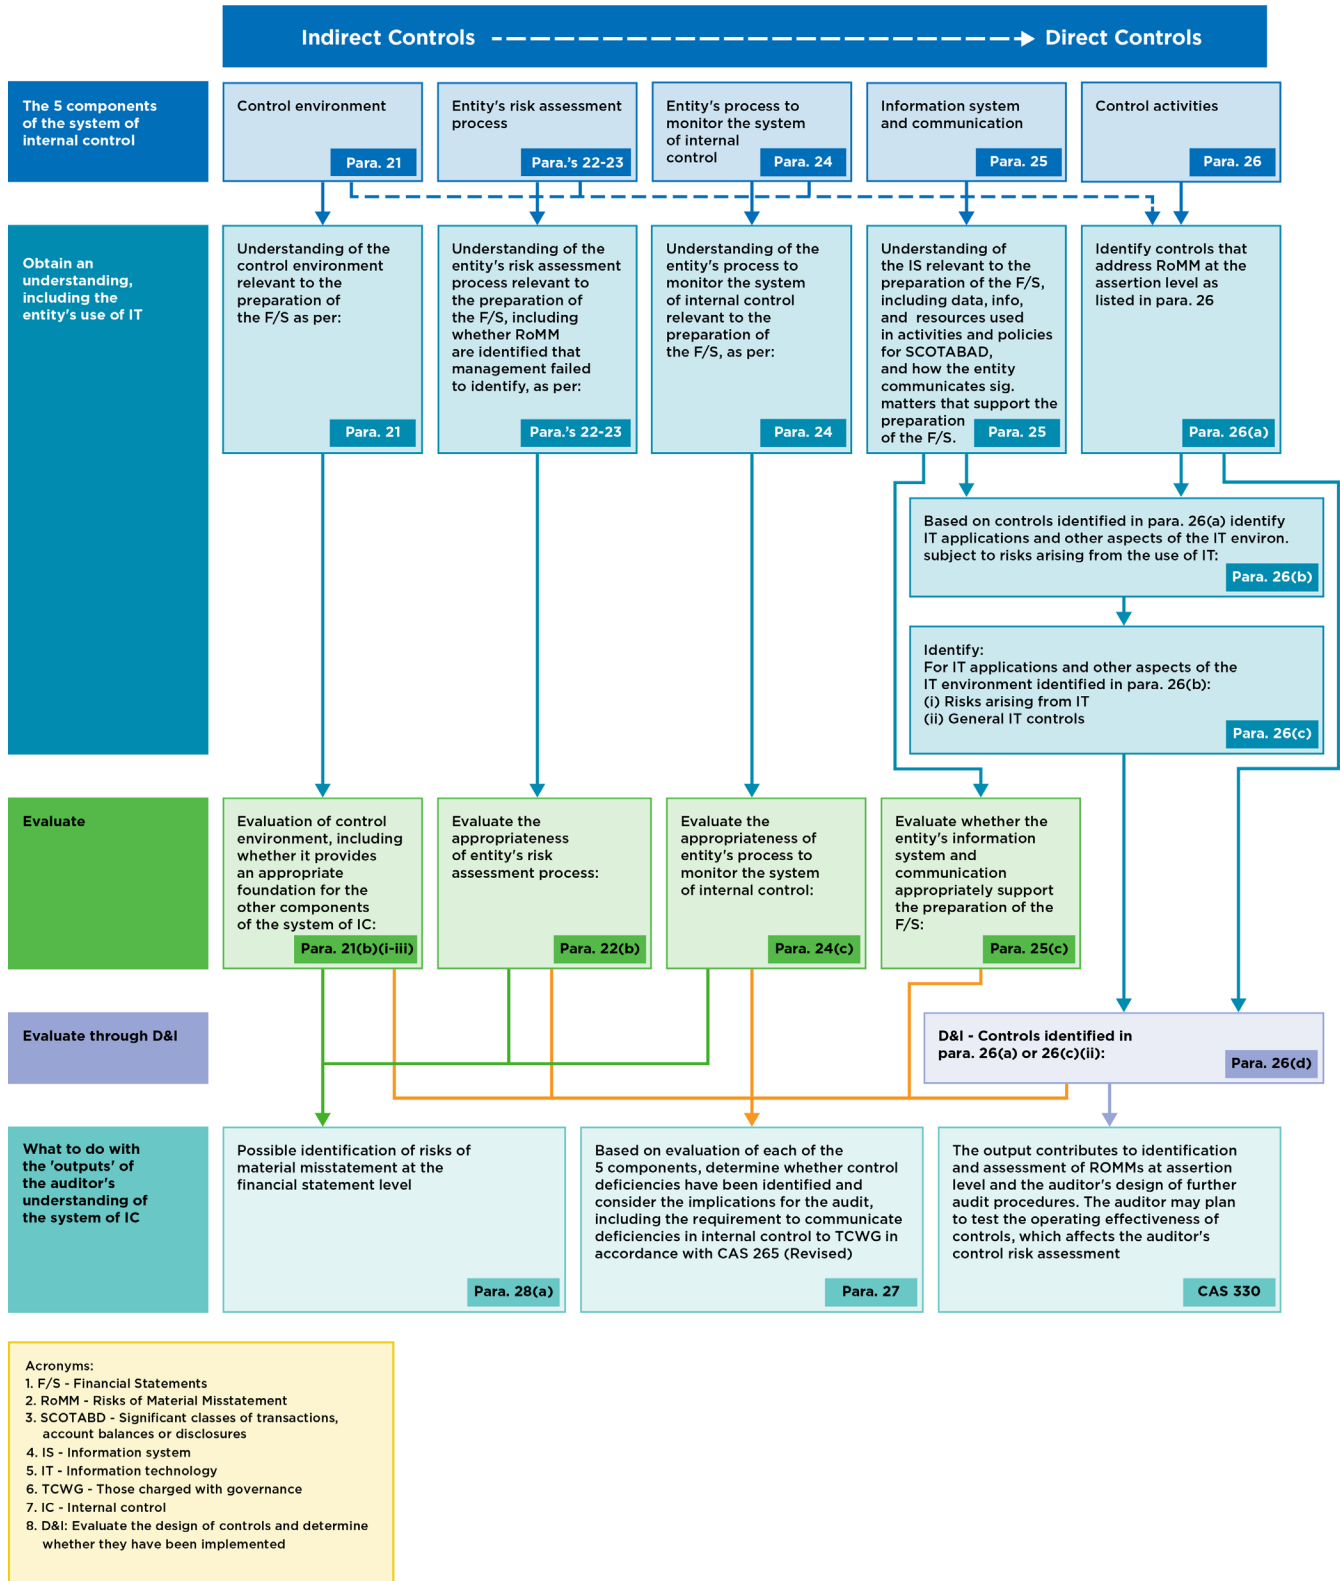 Indirect Controls
Direct Controls
The 5 components
of the system of
internal control
Control environment
Para. 21
Entity's risk assessment
process
Para.'s 22-23
Entity's process to
monitor the system
of internal
control
Para. 24
Information system
and communication
Para. 25
Control activities
Para. 26
Obtain an
understanding,
including the
entity's use of IT
Understanding of the
control environment
relevant to the
preparation of
the F/S as per:
Para. 21
Understanding of the
entity's risk assessment
process relevant to
the preparation of
the F/S, including
whether RoMM
are identified that
management failed
to identify, as per:
Para.'s 22-23
Understanding of the
entity's process to
monitor the system
of internal control
relevant to the
preparation of
the F/S, as per:
Para. 24
Understanding of
the IS relevant to the
preparation of the F/S,
including data, info,
and resources used
in activities and policies
for SCOTABAD,
and how the entity
communicates sig.
matters that support the
preparation
of the F/S.
Para. 25
Identify controls that
address RoMM at the
assertion level as
listed in para. 26
Para. 26(a)
Based on controls identified in para. 26(a) identify
IT applications and other aspects of the IT environ.
subject to risks arising from the use of IT:
Para. 26(b)
Identify:
For IT applications and other aspects of the
IT environment identified in para. 26(b):
(i) Risks arising from IT
(ii) General IT controls
Para. 26(c)
Evaluate
Evaluation of control
environment, including
whether it provides
an appropriate
foundation for the
other components
of the system of IC:
Para. 21(b)(i-iii)
Evaluate the
appropriateness
of entity's risk
assessment process:
Para. 22(b)
Evaluate the
appropriateness of
entity's process to
monitor the system
of internal control:
Para. 24(c)
Evaluate whether the
entity's information
system and
communication
appropriately support
the preparation of the
F/S:
Para. 25(c)
Evaluate through D&I
D&I - Controls identified in
para. 26(a) or 26(c)(ii):
Para. 26(d)
What to do with
the 'outputs' of
the auditor's
understanding of
the system of IC
Possible identification of risks of
material misstatement at the
financial statement level
Para. 28(a)
Based on evaluation of each of the
5 components, determine whether control
deficiencies have been identified and
consider the implications for the audit,
including the requirement to communicate
deficiencies in internal control to TCWG in
accordance with CAS 265 (Revised)
Para. 27
The output contributes to identification
and assessment of ROMMs at assertion
level and the auditor's design of further
audit procedures. The auditor may plan
to test the operating effectiveness of
controls, which affects the auditor's
control risk assessment
CAS 330
Acronyms:
1. F/S - Financial Statements
2. RoMM - Risks of Material Misstatement
3. SCOTABD - Significant classes of transactions,
account balances or disclosures
4. IS - Information system
5. IT - Information technology
6. TCWG - Those charged with governance
7. IC - Internal control
8. D&I: Evaluate the design of controls and determine
whether they have been implemented